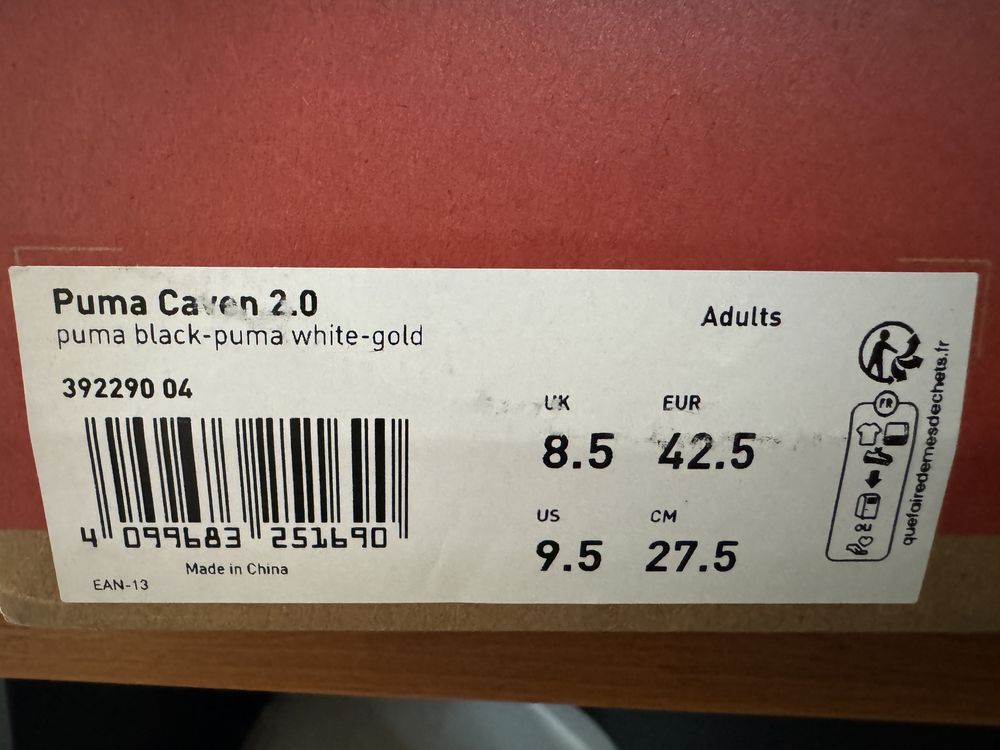 Puma Caven 2.0
puma black-puma white-gold
Adults
392290 04
UK EUR
8.5 42.5
US CM
9.5 27.5
4 099683 251690
Made in China
EAN-13
FR
quefairedemesdechets.fr